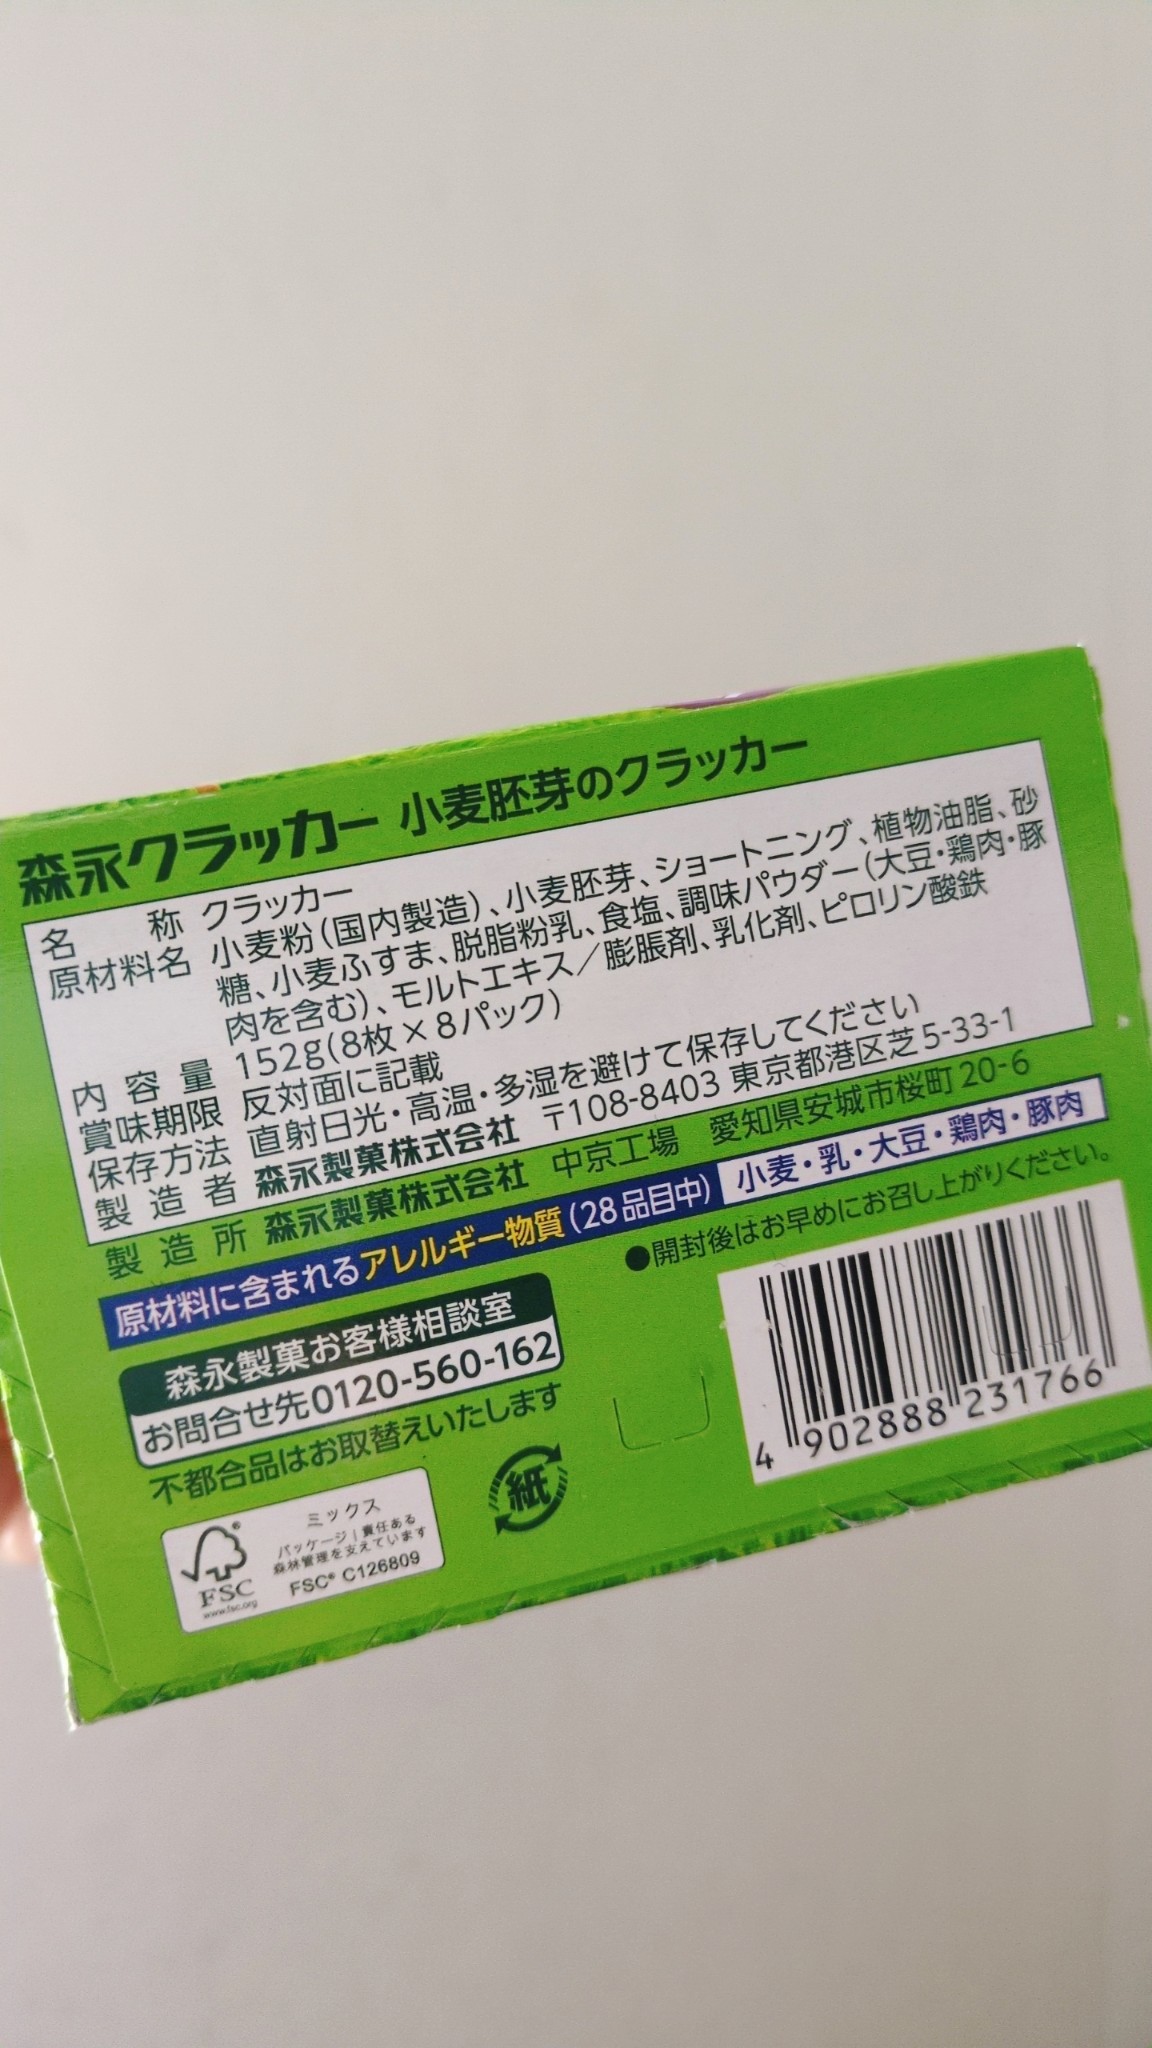 森永クラッカー 小麦胚芽のクラッカー
名称 クラッカー
原材料名 小麦粉(国内製造)、小麦胚芽、ショートニング、植物油脂、砂
糖、小麦ふすま、脱脂粉乳、食塩、調味パウダー(大豆・鶏肉・豚
肉を含む)、モルトエキス/膨脹剤、乳化剤、ピロリン酸鉄
内容量 152g(8枚×8パック)
賞味期限 反対面に記載
保存方法 直射日光・高温・多湿を避けて保存してください
製造者 森永製菓株式会社 〒108-8403 東京都港区芝5-33-1
製造所 森永製菓株式会社 中京工場 愛知県安城市桜町20-6
原材料に含まれるアレルギー物質(28品目中) 小麦・乳・大豆・鶏肉・豚肉
●開封後はお早めにお召し上がりください。
森永製菓お客様相談室
お問合せ先0120-560-162
不都合品はお取替えいたします
紙
FSC
www.fsc.org
ミックス
パッケージ|責任ある
森林管理を支えています
FSC® C126809
4 902888 231766